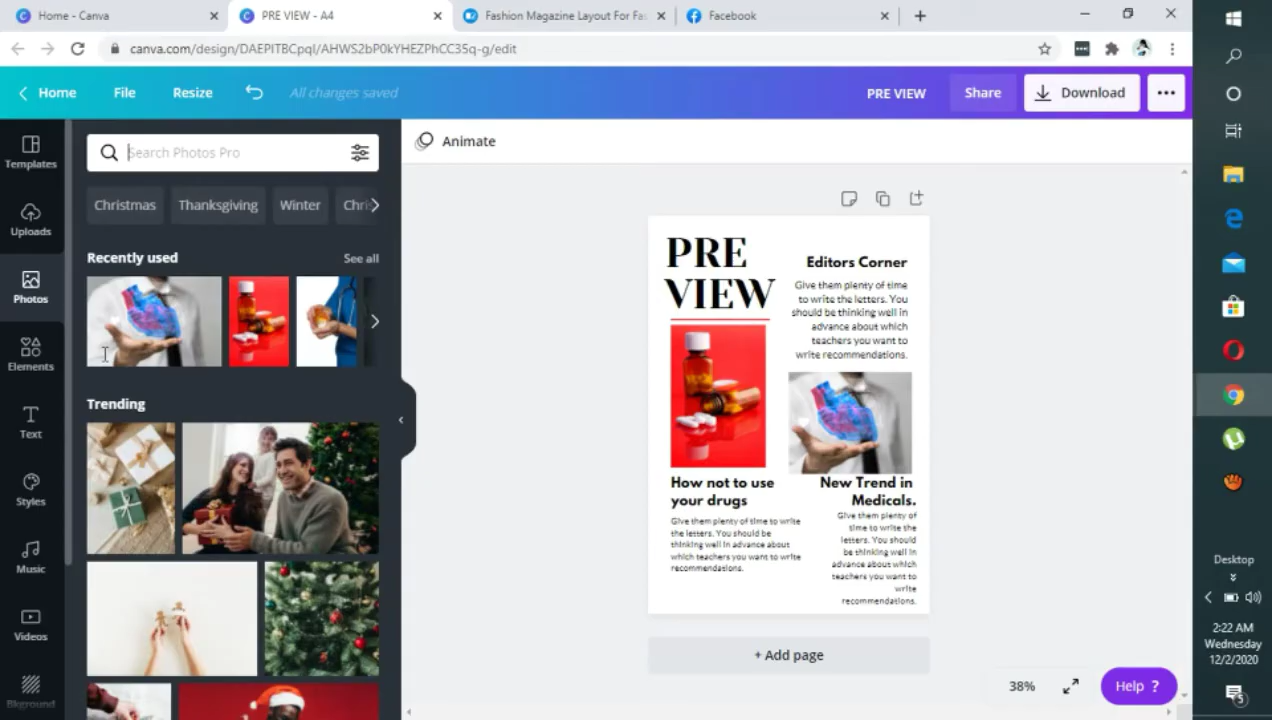 Home - Canva
PRE VIEW - A4
Fashion Magazine Layout For Fas
Facebook
canva.com/design/DAEPITBCpqI/AHWS2bP0kYHEZPhCC35q-g/edit
Home
File
Resize
All changes saved
PRE VIEW
Share
Download
Templates
Uploads
Photos
Elements
Text
Styles
Music
Videos
Bkground
Search Photos Pro
Christmas
Thanksgiving
Winter
Chris
Recently used
See all
Trending
Animate
PRE
VIEW
Editors Corner
Give them plenty of time
to write the letters. You
should be thinking well in
advance about which
teachers you want to
write recommendations.
How not to use
your drugs
Give them plenty of time to write
the letters. You should be
thinking well in advance about
which teachers you want to write
recommendations.
New Trend in
Medicals.
Give them plenty of
time to write the
letters. You should
be thinking well in
advance about which
teachers you want to
write
recommendations.
+ Add page
38%
Help ?
Desktop
2:22 AM
Wednesday
12/2/2020
5